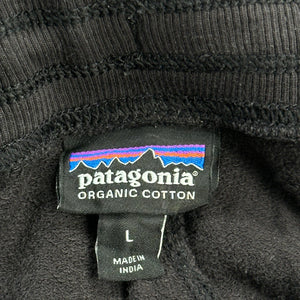 patagonia®
ORGANIC COTTON
L
MADE IN
INDIA